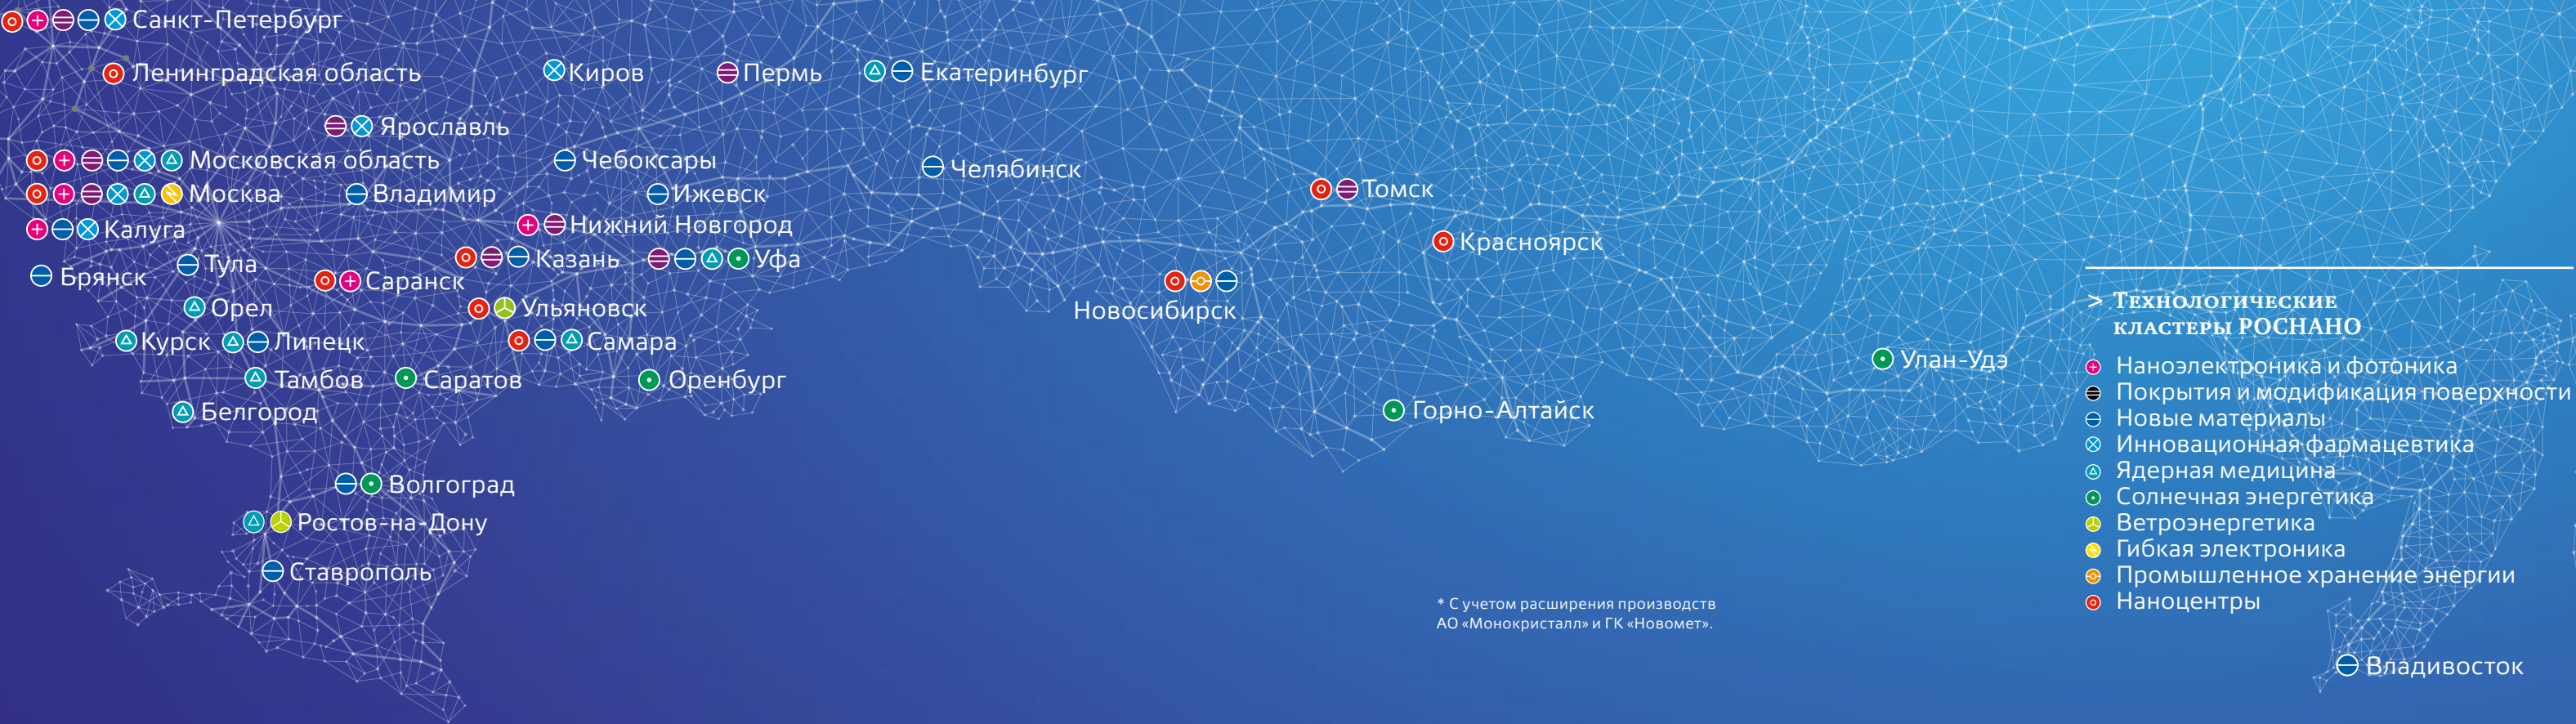 Санкт-Петербург
Ленинградская область
Киров
Пермь
Екатеринбург
Ярославль
Московская область
Чебоксары
Челябинск
Москва
Владимир
Ижевск
Томск
Калуга
Нижний Новгород
Красноярск
Казань
Уфа
Тула
Брянск
Саранск
Орел
Ульяновск
Новосибирск
Курск
Липецк
Самара
Улан-Удэ
Тамбов
Саратов
Оренбург
Белгород
Горно-Алтайск
Волгоград
Ростов-на-Дону
Ставрополь
Владивосток
> Технологические
кластеры РОСНАНО
Наноэлектроника и фотоника
Покрытия и модификация поверхности
Новые материалы
Инновационная фармацевтика
Ядерная медицина
Солнечная энергетика
Ветроэнергетика
Гибкая электроника
Промышленное хранение энергии
Наноцентры
* С учетом расширения производств
АО «Монокристалл» и ГК «Новомет».